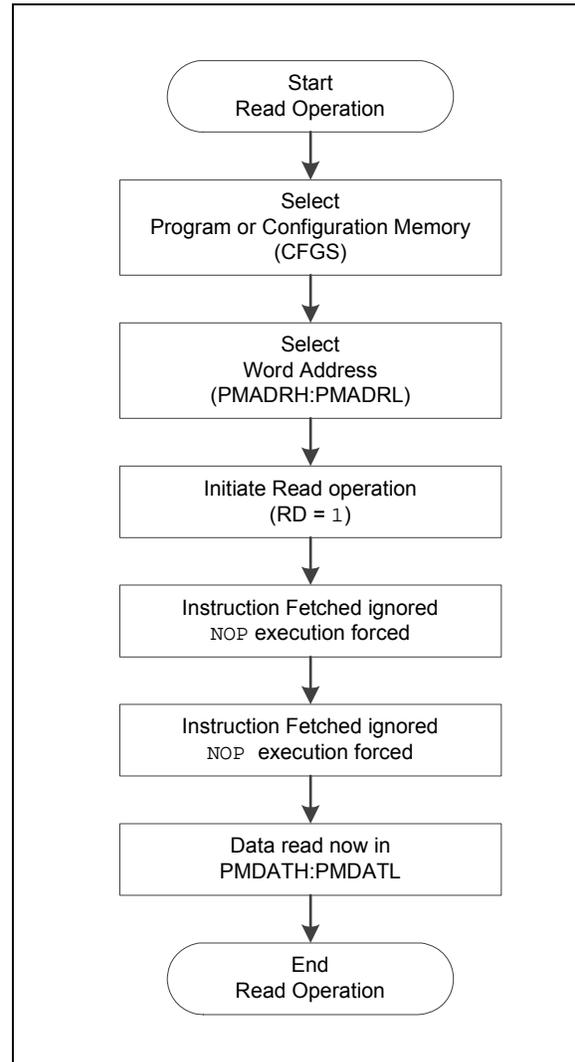 Start
Read Operation
Select
Program or Configuration Memory
(CFGS)
Select
Word Address
(PMADRH:PMADRL)
Initiate Read operation
(RD = 1)
Instruction Fetched ignored
NOP execution forced
Instruction Fetched ignored
NOP execution forced
Data read now in
PMDATH:PMDATL
End
Read Operation